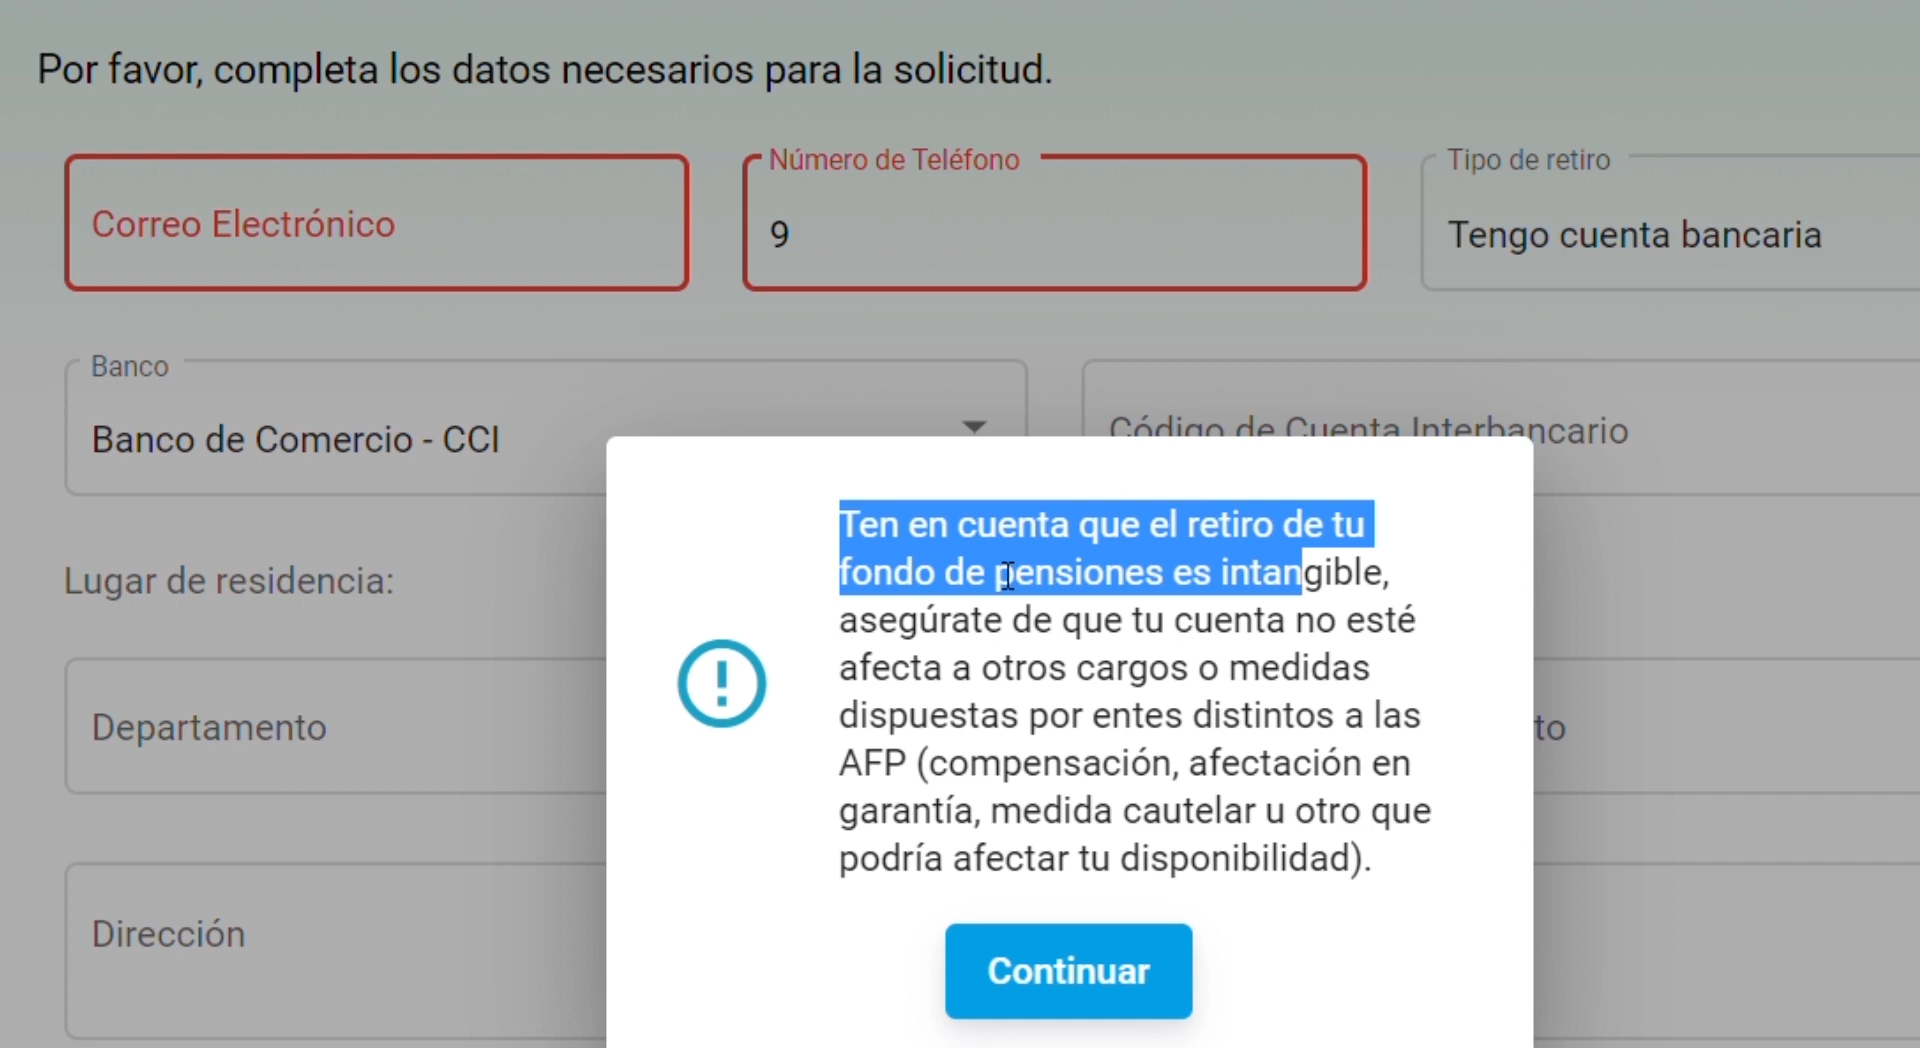 Por favor, completa los datos necesarios para la solicitud.
Correo Electrónico
Número de Teléfono
9
Tipo de retiro
Tengo cuenta bancaria
Banco
Banco de Comercio - CCI
Código de Cuenta Interbancario
Lugar de residencia:
Departamento
to
Dirección
Ten en cuenta que el retiro de tu
fondo de pensiones es intangible,
asegúrate de que tu cuenta no esté
afecta a otros cargos o medidas
dispuestas por entes distintos a las
AFP (compensación, afectación en
garantía, medida cautelar u otro que
podría afectar tu disponibilidad).
Continuar